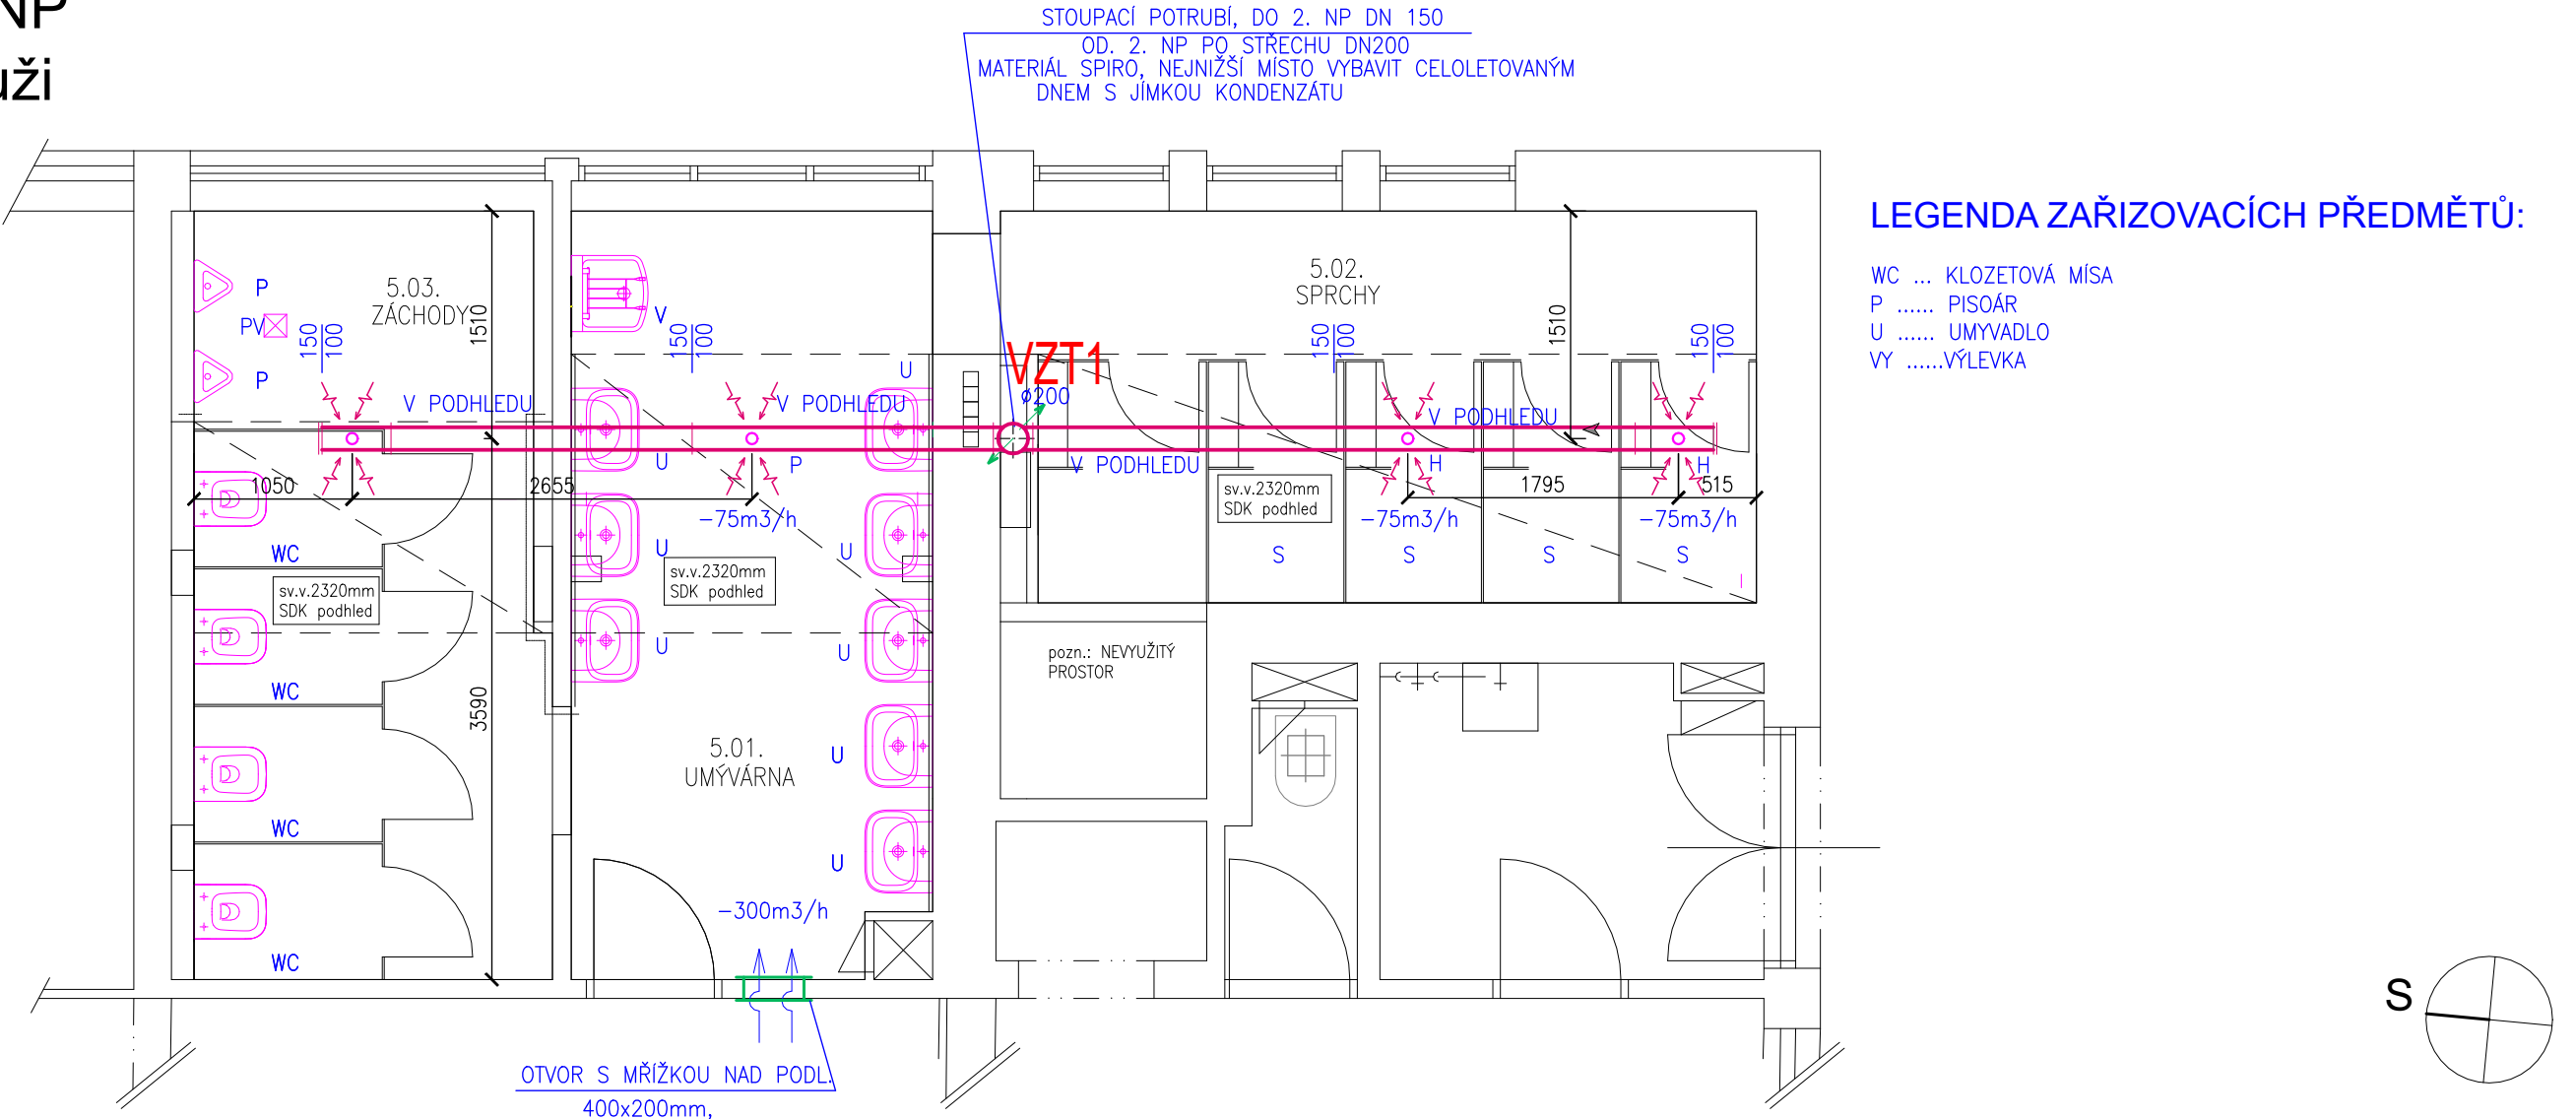 NP
uži
STOUPACÍ POTRUBÍ, DO 2. NP DN 150
OD. 2. NP PO STŘECHU DN200
MATERIÁL SPIRO, NEJNIŽŠÍ MÍSTO VYBAVIT CELOLETOVANÝM
DNEM S JÍMKOU KONDENZÁTU
LEGENDA ZAŘIZOVACÍCH PŘEDMĚTŮ:
WC ... KLOZETOVÁ MÍSA
P ...... PISOÁR
U ...... UMYVADLO
VY ......VÝLEVKA
5.03.
ZÁCHODY
P
PV
P
150
100
1510
V PODHLEDU
1050
2655
WC
sv.v.2320mm
SDK podhled
WC
WC
WC
3590
V
150
100
U
V PODHLEDU
U
P
-75m3/h
U
U
sv.v.2320mm
SDK podhled
U
U
5.01.
UMÝVÁRNA
U
U
-300m3/h
OTVOR S MŘÍŽKOU NAD PODL.
400x200mm,
VZT1
ø200
5.02.
SPRCHY
150
100
1510
150
100
V PODHLEDU
V PODHLEDU
H
H
sv.v.2320mm
SDK podhled
1795
515
-75m3/h
-75m3/h
S
S
S
S
pozn.: NEVYUŽITÝ
PROSTOR
S